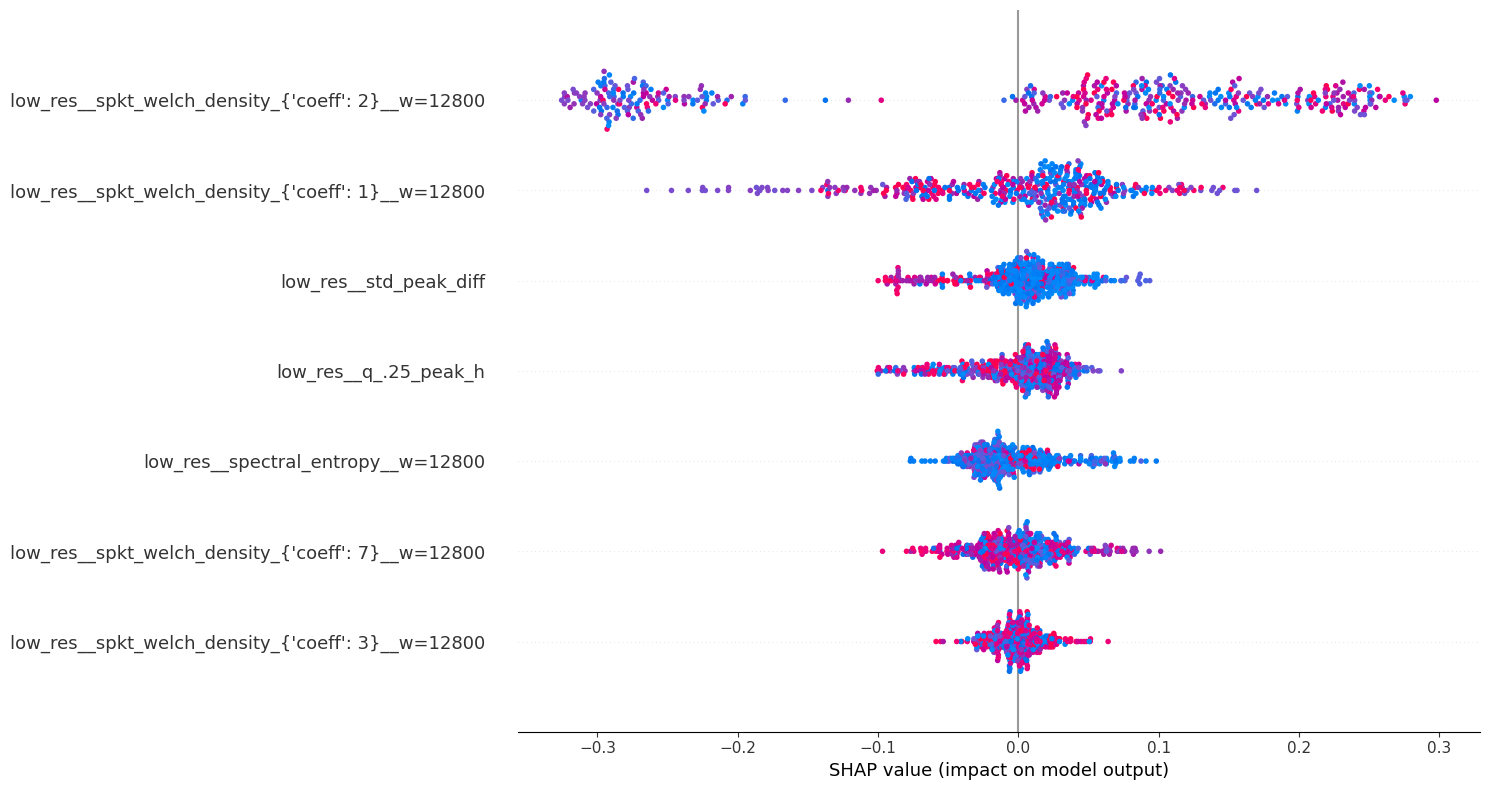 low_res__spkt_welch_density_{'coeff': 2}__w=12800
low_res__spkt_welch_density_{'coeff': 1}__w=12800
low_res__std_peak_diff
low_res__q_.25_peak_h
low_res__spectral_entropy__w=12800
low_res__spkt_welch_density_{'coeff': 7}__w=12800
low_res__spkt_welch_density_{'coeff': 3}__w=12800
−0.3 −0.2 −0.1 0.0 0.1 0.2 0.3
SHAP value (impact on model output)